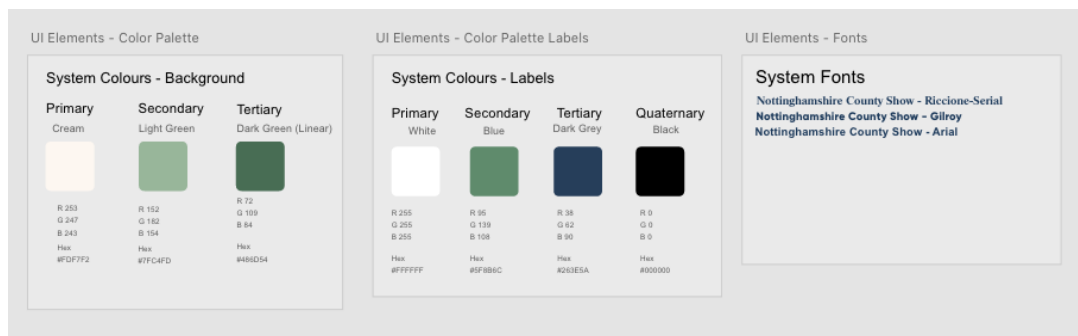 UI Elements - Color Palette
System Colours - Background
Primary
Cream
R 253
G 247
B 243
Hex
#FDF7F2
Secondary
Light Green
R 152
G 182
B 154
Hex
#7FC4FD
Tertiary
Dark Green (Linear)
R 72
G 109
B 84
Hex
#486D54
UI Elements - Color Palette Labels
System Colours - Labels
Primary
White
R 255
G 255
B 255
Hex
#FFFFFF
Secondary
Blue
R 95
G 139
B 108
Hex
#5F8B6C
Tertiary
Dark Grey
R 38
G 62
B 90
Hex
#263E5A
Quaternary
Black
R 0
G 0
B 0
Hex
#000000
UI Elements - Fonts
System Fonts
Nottinghamshire County Show - Riccione-Serial
Nottinghamshire County Show - Gilroy
Nottinghamshire County Show - Arial